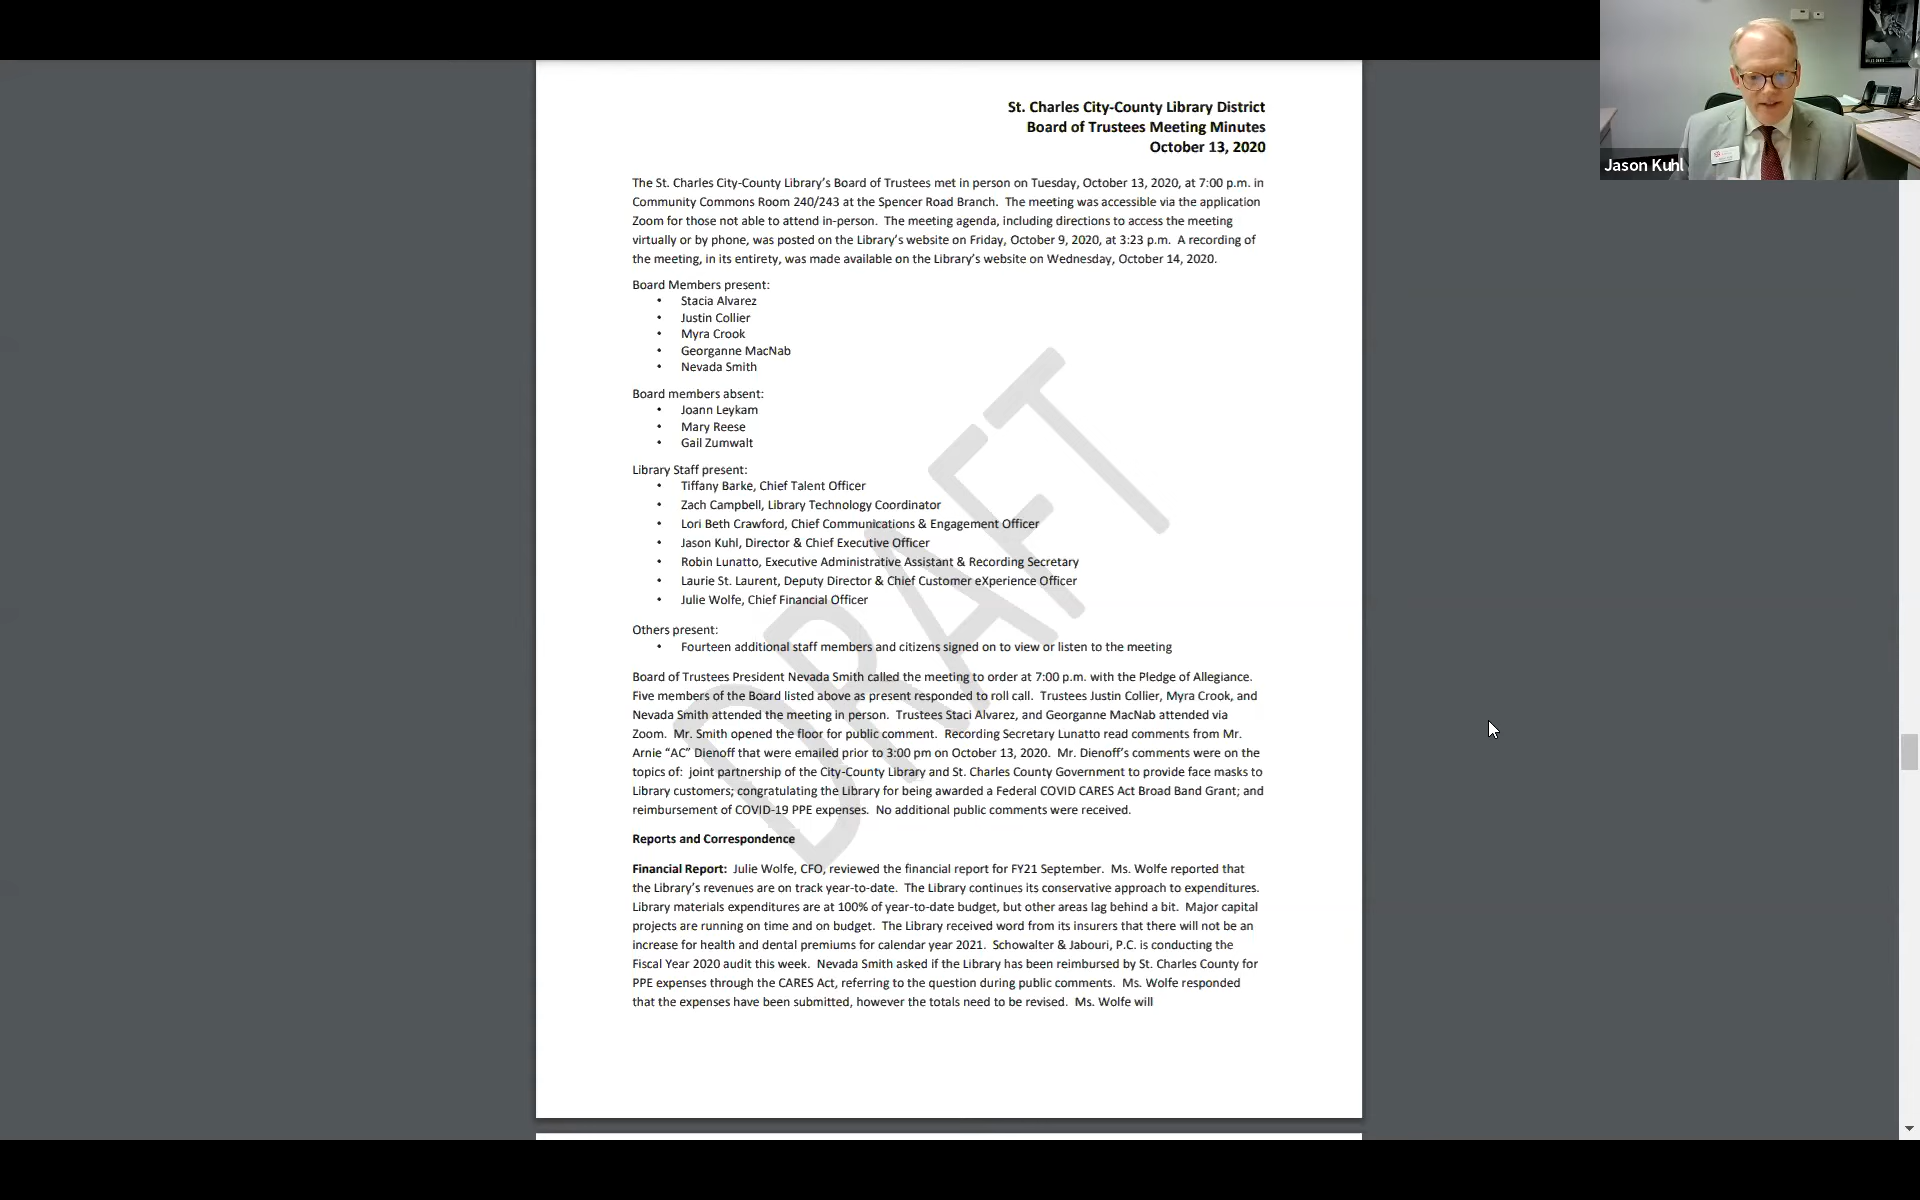 St. Charles City-County Library District
Board of Trustees Meeting Minutes
October 13, 2020
Jason Kuhl
The St. Charles City-County Library’s Board of Trustees met in person on Tuesday, October 13, 2020, at 7:00 p.m. in
Community Commons Room 240/243 at the Spencer Road Branch.  The meeting was accessible via the application
Zoom for those not able to attend in-person.  The meeting agenda, including directions to access the meeting
virtually or by phone, was posted on the Library’s website on Friday, October 9, 2020, at 3:23 p.m.  A recording of
the meeting, in its entirety, was made available on the Library’s website on Wednesday, October 14, 2020.
Board Members present:
• Stacia Alvarez
• Justin Collier
• Myra Crook
• Georganne MacNab
• Nevada Smith
Board members absent:
• Joann Leykam
• Mary Reese
• Gail Zumwalt
Library Staff present:
• Tiffany Barke, Chief Talent Officer
• Zach Campbell, Library Technology Coordinator
• Lori Beth Crawford, Chief Communications & Engagement Officer
• Jason Kuhl, Director & Chief Executive Officer
• Robin Lunatto, Executive Administrative Assistant & Recording Secretary
• Laurie St. Laurent, Deputy Director & Chief Customer eXperience Officer
• Julie Wolfe, Chief Financial Officer
Others present:
• Fourteen additional staff members and citizens signed on to view or listen to the meeting
DRAFT
Board of Trustees President Nevada Smith called the meeting to order at 7:00 p.m. with the Pledge of Allegiance.
Five members of the Board listed above as present responded to roll call.  Trustees Justin Collier, Myra Crook, and
Nevada Smith attended the meeting in person.  Trustees Staci Alvarez, and Georganne MacNab attended via
Zoom.  Mr. Smith opened the floor for public comment.  Recording Secretary Lunatto read comments from Mr.
Arnie “AC” Dienoff that were emailed prior to 3:00 pm on October 13, 2020.  Mr. Dienoff’s comments were on the
topics of:  joint partnership of the City-County Library and St. Charles County Government to provide face masks to
Library customers; congratulating the Library for being awarded a Federal COVID CARES Act Broad Band Grant; and
reimbursement of COVID-19 PPE expenses.  No additional public comments were received.
Reports and Correspondence
Financial Report:  Julie Wolfe, CFO, reviewed the financial report for FY21 September.  Ms. Wolfe reported that
the Library’s revenues are on track year-to-date.  The Library continues its conservative approach to expenditures.
Library materials expenditures are at 100% of year-to-date budget, but other areas lag behind a bit.  Major capital
projects are running on time and on budget.  The Library received word from its insurers that there will not be an
increase for health and dental premiums for calendar year 2021.  Schowalter & Jabouri, P.C. is conducting the
Fiscal Year 2020 audit this week.  Nevada Smith asked if the Library has been reimbursed by St. Charles County for
PPE expenses through the CARES Act, referring to the question during public comments.  Ms. Wolfe responded
that the expenses have been submitted, however the totals need to be revised.  Ms. Wolfe will